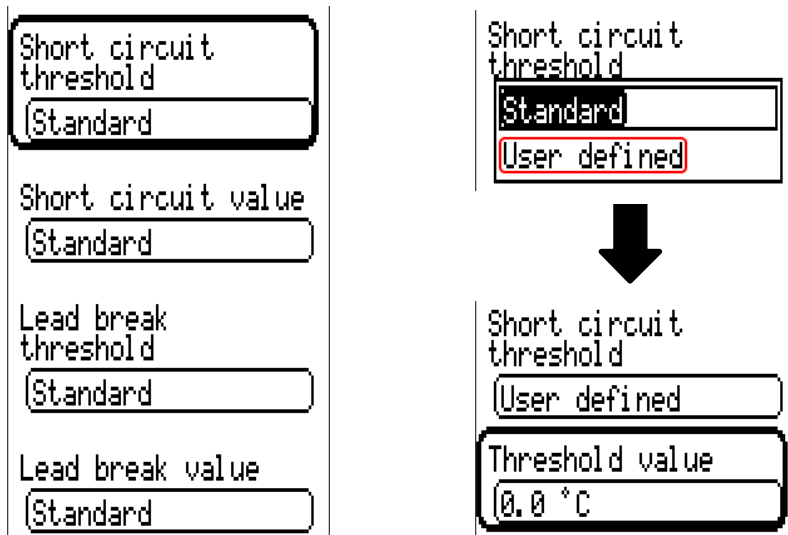 Short circuit
threshold
Standard
Short circuit value
Standard
Lead break
threshold
Standard
Lead break value
Standard
Short circuit
threshold
Standard
User defined
Short circuit
threshold
User defined
Threshold value
0.0 °C